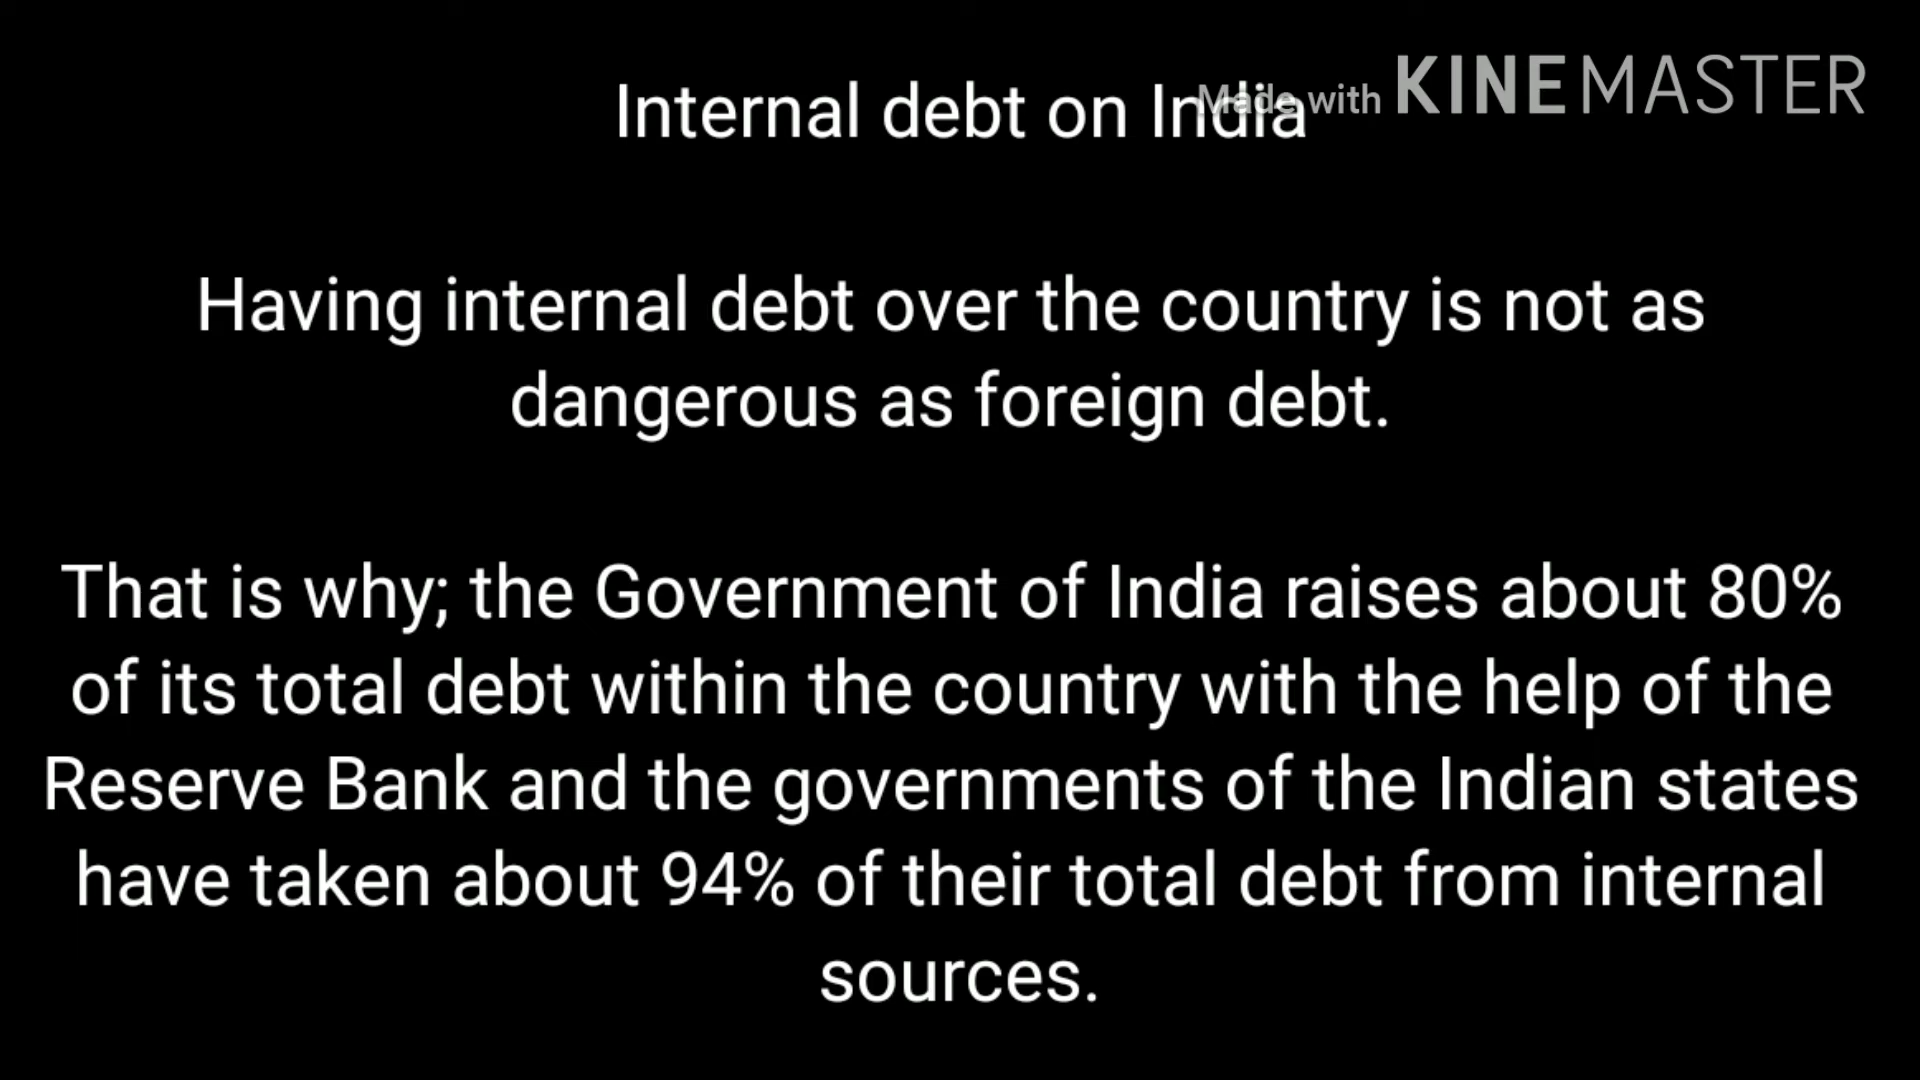 Internal debt on India
Made with KINEMASTER
Having internal debt over the country is not as
dangerous as foreign debt.
That is why; the Government of India raises about 80%
of its total debt within the country with the help of the
Reserve Bank and the governments of the Indian states
have taken about 94% of their total debt from internal
sources.